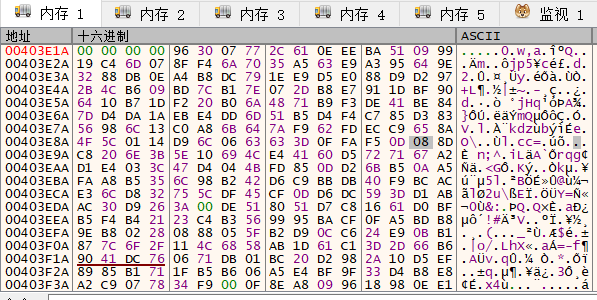 内存 1 内存 2 内存 3 内存 4 内存 5 监视 1
地址 十六进制 ASCII
00403E1A 00 00 00 00 96 30 07 77 2C 61 0E EE BA 51 09 99 .....0.w,a.îºQ..
00403E2A 19 C4 6D 07 8F F4 6A 70 35 A5 63 E9 A3 95 64 9E .Äm..ôjp5¥cé£.d.
00403E3A 32 88 DB 0E A4 B8 DC 79 1E E9 D5 E0 88 D9 D2 97 2.Û.¤¸Üy.éÕà.ÙÒ.
00403E4A 2B 4C B6 09 BD 7C B1 7E 07 2D B8 E7 91 1D BF 90 +L¶.½|±~.-¸ç..¿.
00403E5A 64 10 B7 1D F2 20 B0 6A 48 71 B9 F3 DE 41 BE 84 d.·.ò °jHq¹óÞA¾.
00403E6A 7D D4 DA 1A EB E4 DD 6D 51 B5 D4 F4 C7 85 D3 83 }ÔÚ.ëäÝmQµÔôÇ.Ó.
00403E7A 56 98 6C 13 C0 A8 6B 64 7A F9 62 FD EC C9 65 8A V.l.À¨kdzùbýìÉe.
00403E8A 4F 5C 01 14 D9 6C 06 63 63 3D 0F FA F5 0D 08 8D O\..Ùl.cc=.úõ...
00403E9A C8 20 6E 3B 5E 10 69 4C E4 41 60 D5 72 71 67 A2 È n;^.iLäA`Õrqg¢
00403EAA D1 E4 03 3C 47 D4 04 4B FD 85 0D D2 6B B5 0A A5 Ñä.<GÔ.Ký..Òkµ.¥
00403EBA FA A8 B5 35 6C 98 B2 42 D6 C9 BB DB 40 F9 BC AC ú¨µ5l.²BÖÉ»Û@ù¼¬
00403ECA E3 6C D8 32 75 5C DF 45 CF 0D D6 DC 59 3D D1 AB ãlØ2u\ßEÏ.ÖÜY=Ñ«
00403EDA AC 30 D9 26 3A 00 DE 51 80 51 D7 C8 16 61 D0 BF ¬0Ù&:.ÞQ.Q×È.aÐ¿
00403EEA B5 F4 B4 21 23 C4 B3 56 99 95 BA CF 0F A5 BD B8 µô´!#Ä³V..ºÏ.¥½¸
00403EFA 9E B8 02 28 08 88 05 5F B2 D9 0C C6 24 E9 0B B1 .¸.(..._²Ù.Æ$é.±
00403F0A 87 7C 6F 2F 11 4C 68 58 AB 1D 61 C1 3D 2D 66 B6 .|o/.LhX«.aÁ=-f¶
00403F1A 90 41 DC 76 06 71 DB 01 BC 20 D2 98 2A 10 D5 EF .AÜv.qÛ.¼ Ò.*.Õï
00403F2A 89 85 B1 71 1F B5 B6 06 A5 E4 BF 9F 33 D4 B8 E8 ..±q.µ¶.¥ä¿.3Ô¸è
00403F3A A2 C9 07 78 34 F9 00 0F 8E A8 09 96 18 98 0E E1 ¢É.x4ù...¨.....á